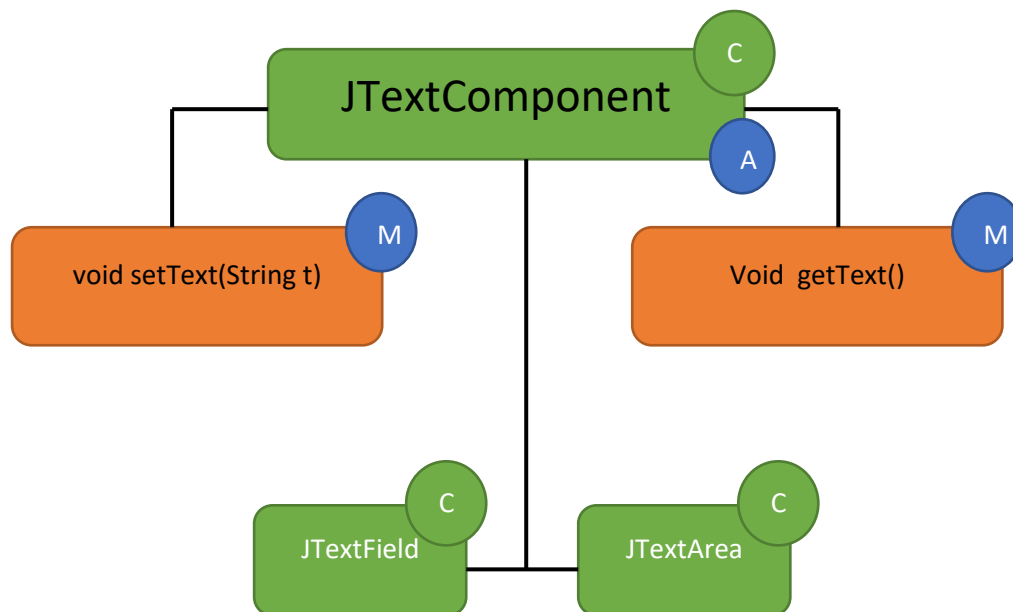 C
JTextComponent
A
M
void setText(String t)
M
Void  getText()
C
JTextField
C
JTextArea